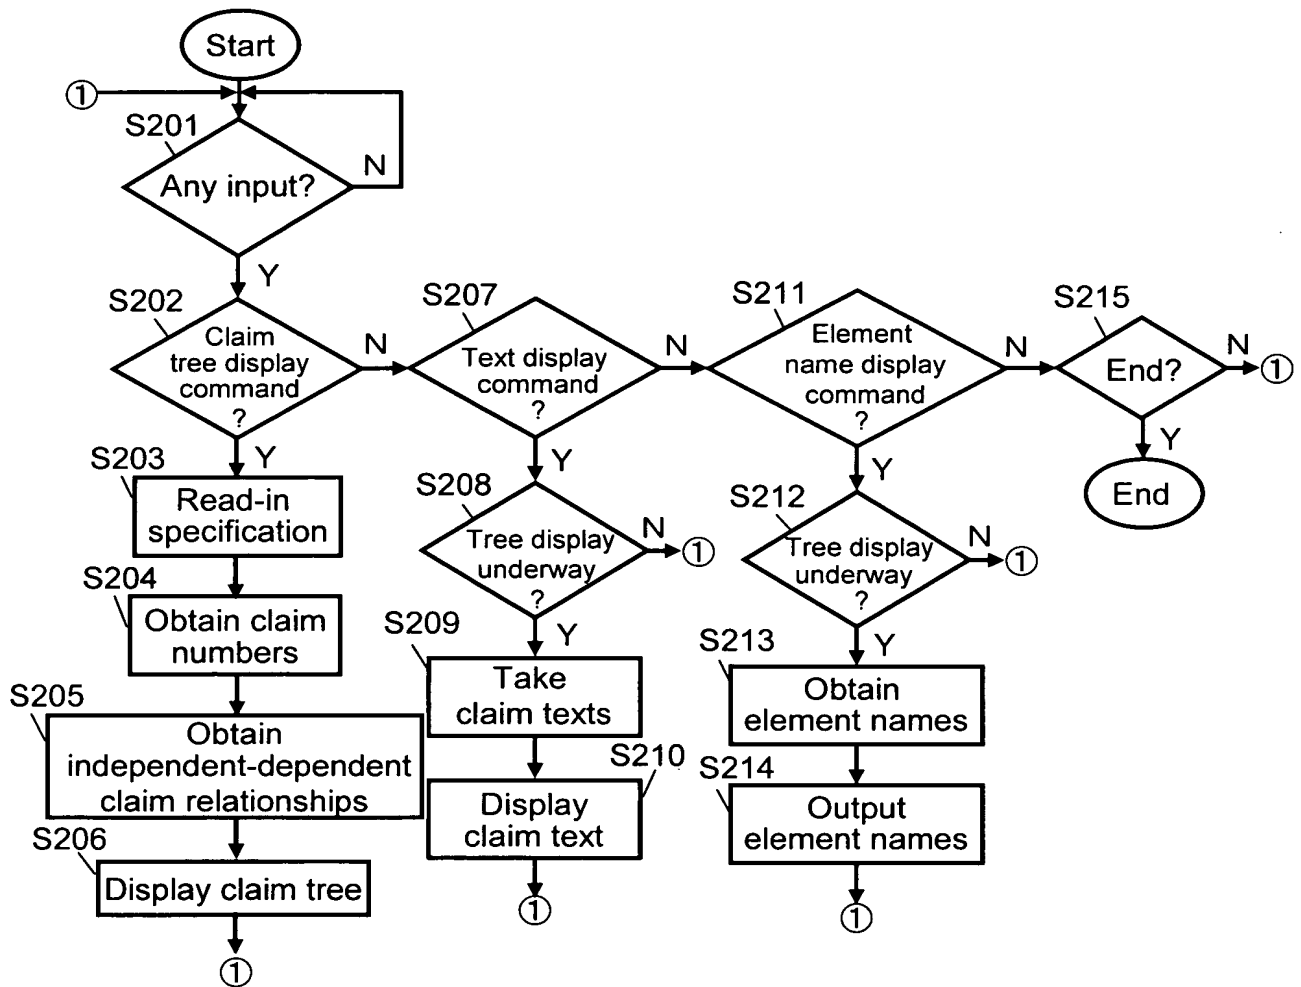 Start
①
S201
Any input?
N
Y
S202
Claim
tree display
command
?
N
Y
S203
Read-in
specification
S204
Obtain claim
numbers
S205
Obtain
independent-dependent
claim relationships
S206
Display claim tree
①
S207
Text display
command
?
N
Y
S208
Tree display
underway
?
N
①
Y
S209
Take
claim texts
S210
Display
claim text
①
S211
Element
name display
command
?
N
Y
S212
Tree display
underway
?
N
①
Y
S213
Obtain
element names
S214
Output
element names
①
S215
End?
N
①
Y
End